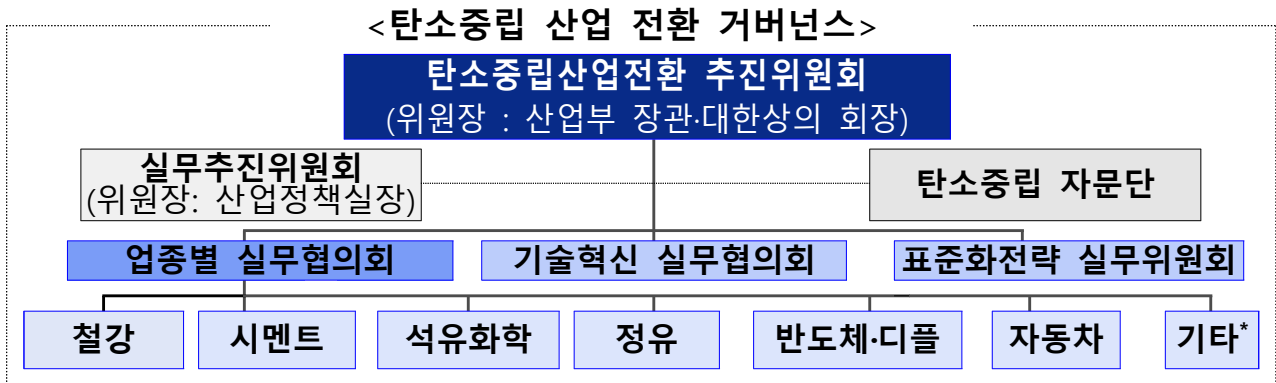 <탄소중립 산업 전환 거버넌스>
탄소중립산업전환 추진위원회
(위원장 : 산업부 장관·대한상의 회장)
실무추진위원회
(위원장: 산업정책실장)
탄소중립 자문단
업종별 실무협의회
기술혁신 실무협의회
표준화전략 실무위원회
철강
시멘트
석유화학
정유
반도체·디플
자동차
기타*